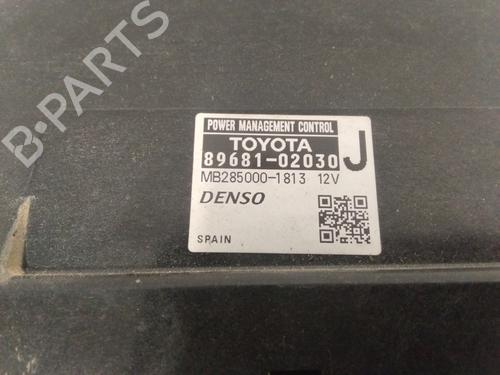 POWER MANAGEMENT CONTROL
TOYOTA
89681-02030 J
MB285000-1813 12V
DENSO
SPAIN
B-PARTS